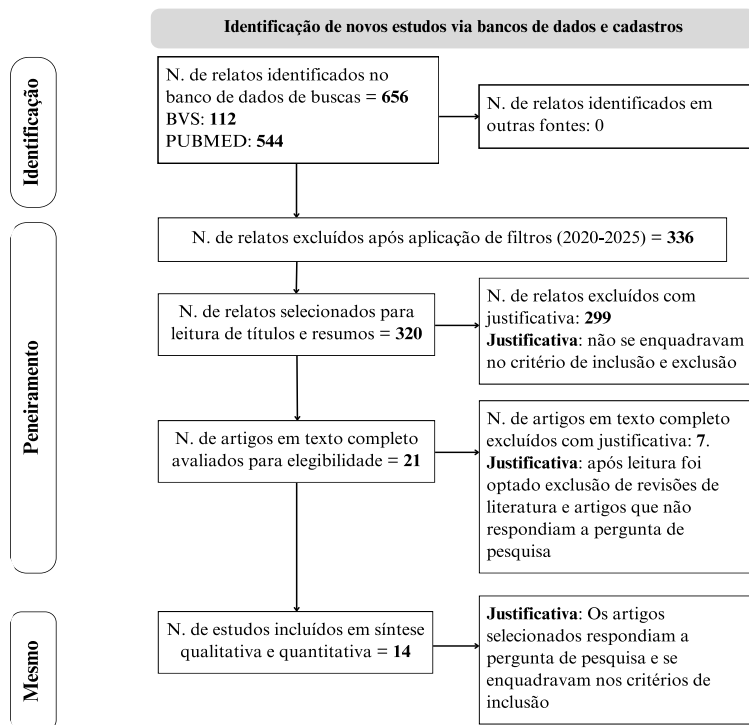 Identificação de novos estudos via bancos de dados e cadastros
Identificação
N. de relatos identificados no
banco de dados de buscas = 656
BVS: 112
PUBMED: 544
N. de relatos identificados em
outras fontes: 0
Peneiramento
N. de relatos excluídos após aplicação de filtros (2020-2025) = 336
N. de relatos selecionados para
leitura de títulos e resumos = 320
N. de relatos excluídos com
justificativa: 299
Justificativa: não se enquadravam
no critério de inclusão e exclusão
N. de artigos em texto completo
avaliados para elegibilidade = 21
N. de artigos em texto completo
excluídos com justificativa: 7.
Justificativa: após leitura foi
optado exclusão de revisões de
literatura e artigos que não
respondiam a pergunta de
pesquisa
Mesmo
N. de estudos incluídos em síntese
qualitativa e quantitativa = 14
Justificativa: Os artigos
selecionados respondiam a
pergunta de pesquisa e se
enquadravam nos critérios de
inclusão